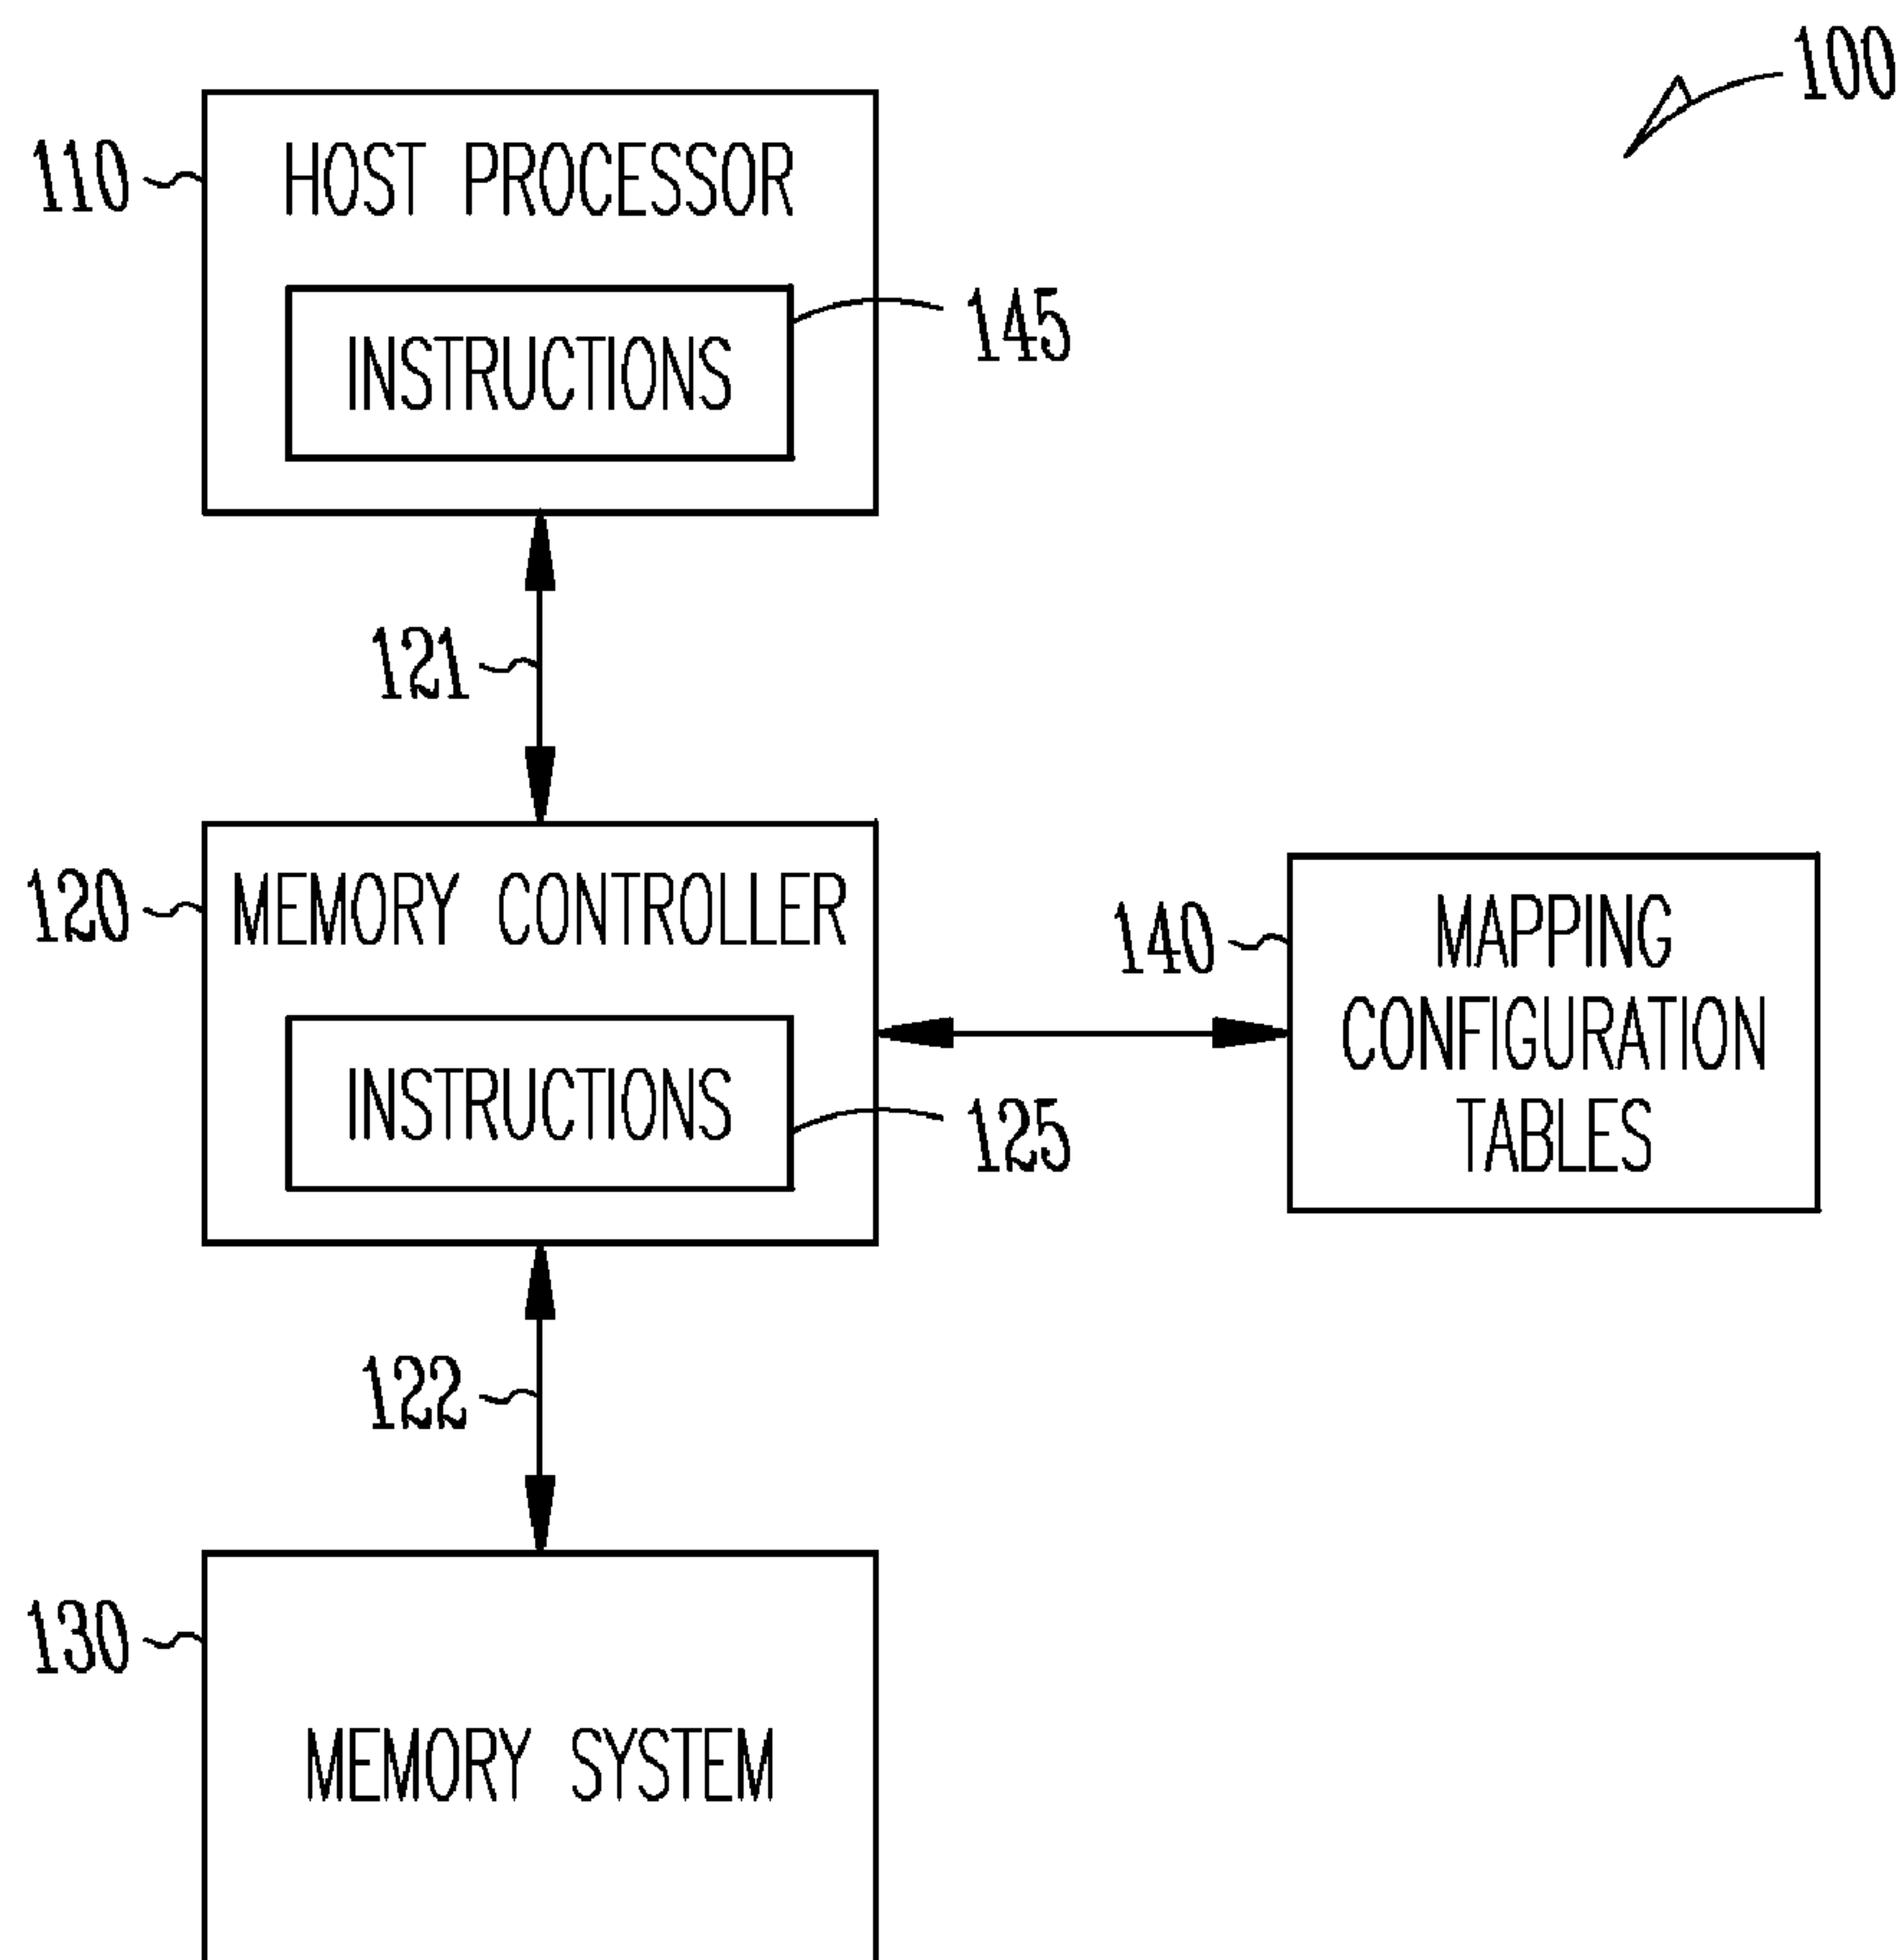 100
110
HOST PROCESSOR
INSTRUCTIONS
145
121
120
MEMORY CONTROLLER
INSTRUCTIONS
125
140
MAPPING
CONFIGURATION
TABLES
122
130
MEMORY SYSTEM